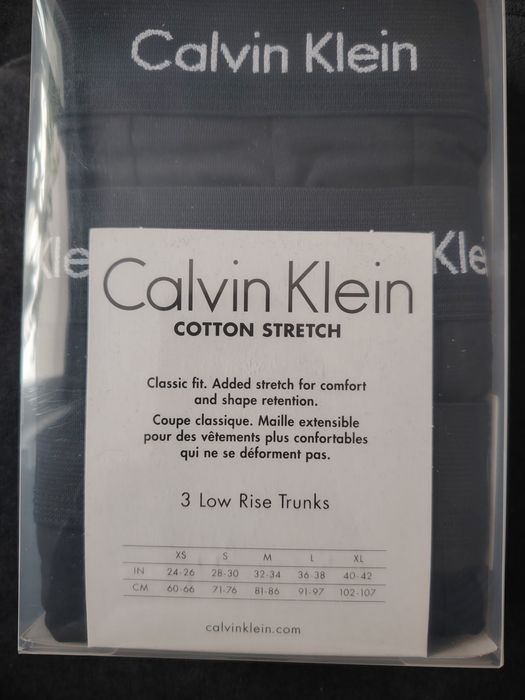 Calvin Klein
Kle
Kle
Calvin Klein
COTTON STRETCH
Classic fit. Added stretch for comfort
and shape retention.
Coupe classique. Maille extensible
pour des vêtements plus confortables
qui ne se déforment pas.
3 Low Rise Trunks
XS S M L XL
IN 24-26 28-30 32-34 36-38 40-42
CM 60-66 71-76 81-86 91-97 102-107
calvinklein.com